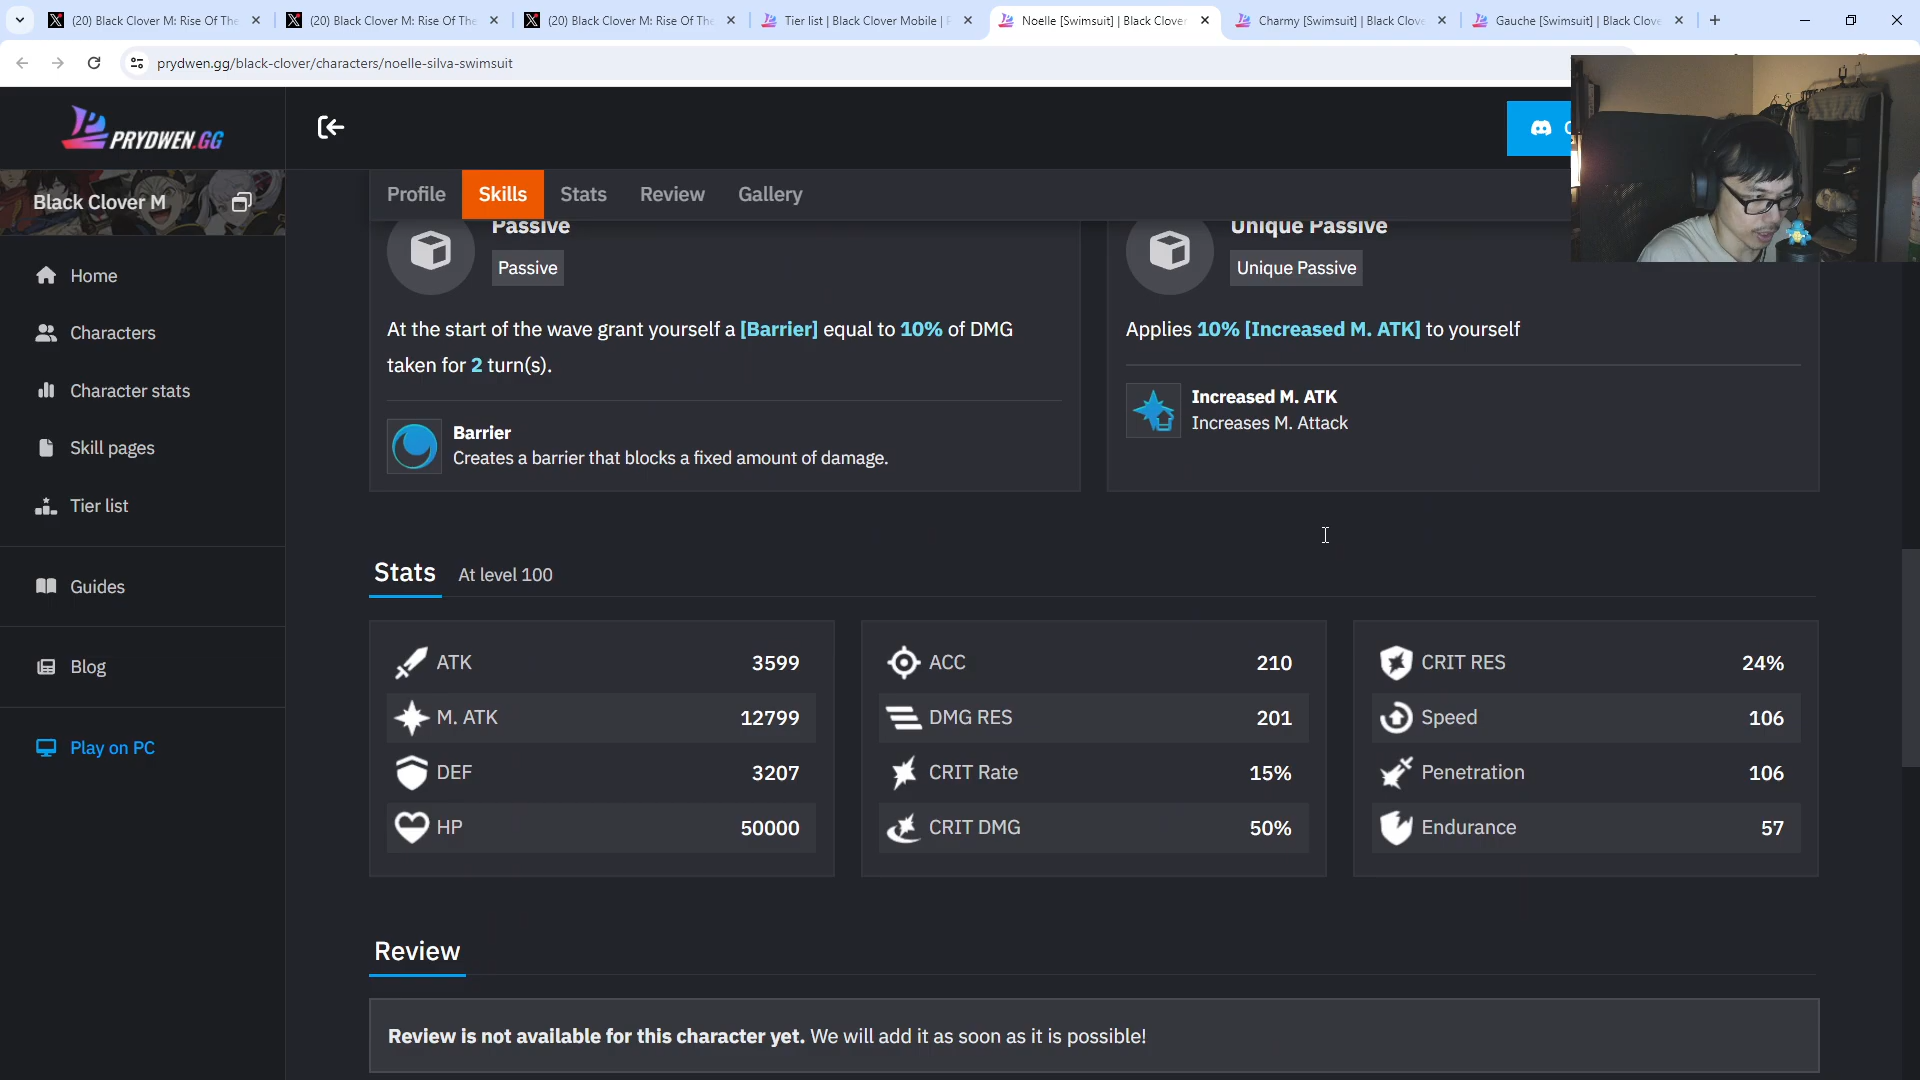 (20) Black Clover M: Rise Of The
(20) Black Clover M: Rise Of The
(20) Black Clover M: Rise Of The
Tier list | Black Clover Mobile |
Noelle [Swimsuit] | Black Clover
Charmy [Swimsuit] | Black Clove
Gauche [Swimsuit] | Black Clove
prydwen.gg/black-clover/characters/noelle-silva-swimsuit
PRYDWEN.GG
Black Clover M
Home
Characters
Character stats
Skill pages
Tier list
Guides
Blog
Play on PC
Profile
Skills
Stats
Review
Gallery
Passive
Passive
At the start of the wave grant yourself a [Barrier] equal to 10% of DMG
taken for 2 turn(s).
Barrier
Creates a barrier that blocks a fixed amount of damage.
Unique Passive
Unique Passive
Applies 10% [Increased M. ATK] to yourself
Increased M. ATK
Increases M. Attack
Stats At level 100
ATK 3599
M. ATK 12799
DEF 3207
HP 50000
ACC 210
DMG RES 201
CRIT Rate 15%
CRIT DMG 50%
CRIT RES 24%
Speed 106
Penetration 106
Endurance 57
Review
Review is not available for this character yet. We will add it as soon as it is possible!